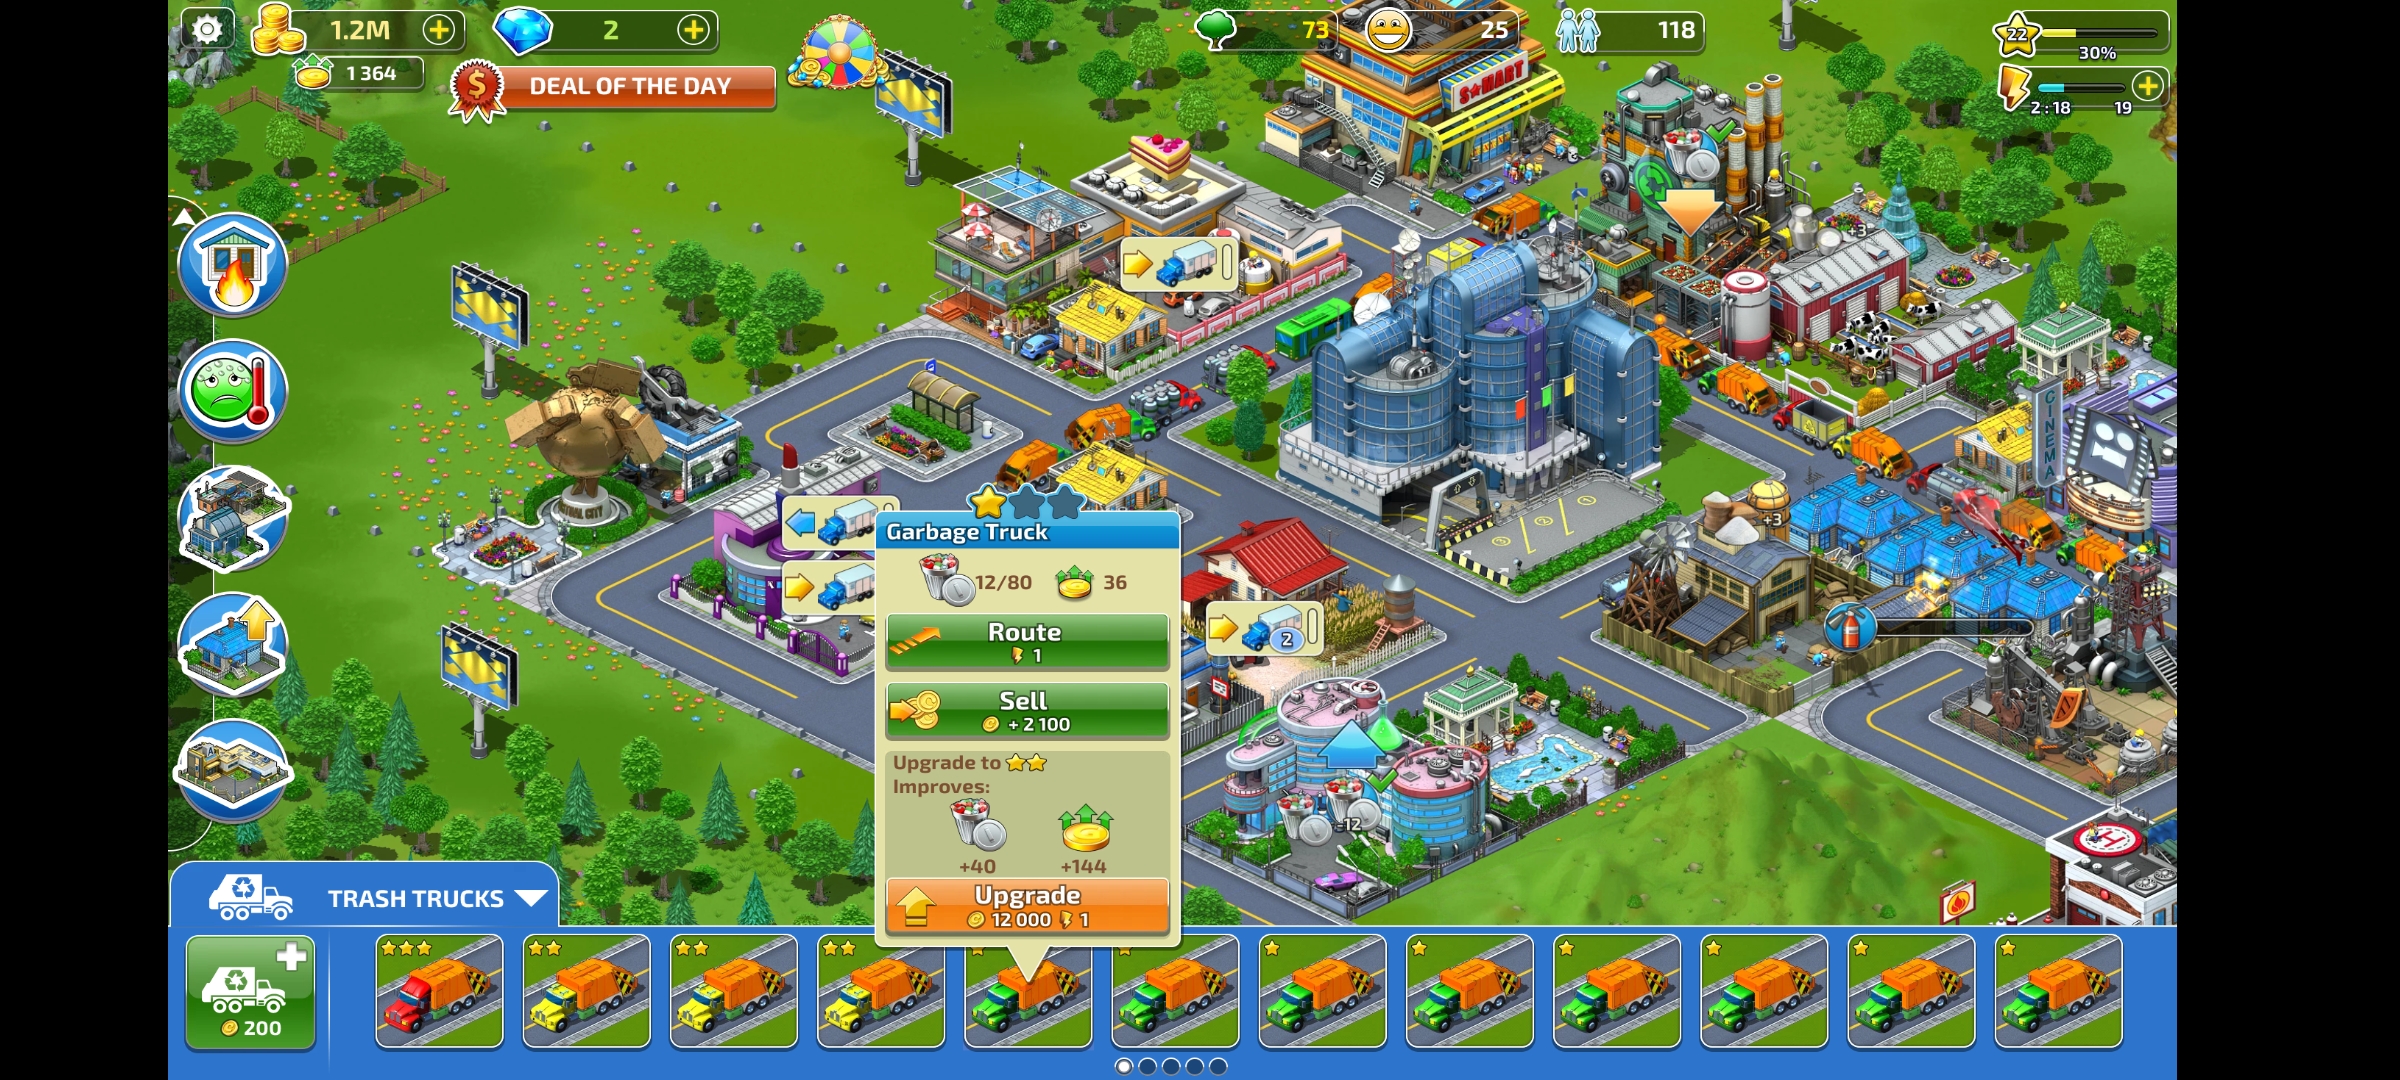 1.2M
2
73
25
118
22
30%
1 364
DEAL OF THE DAY
2:18
19
S★MART
+3
CINEMA
+3
Garbage Truck
12/80
36
Route
1
2
Sell
+ 2 100
Upgrade to
Improves:
+40
+144
-12
H
Upgrade
12 000
1
TRASH TRUCKS
200